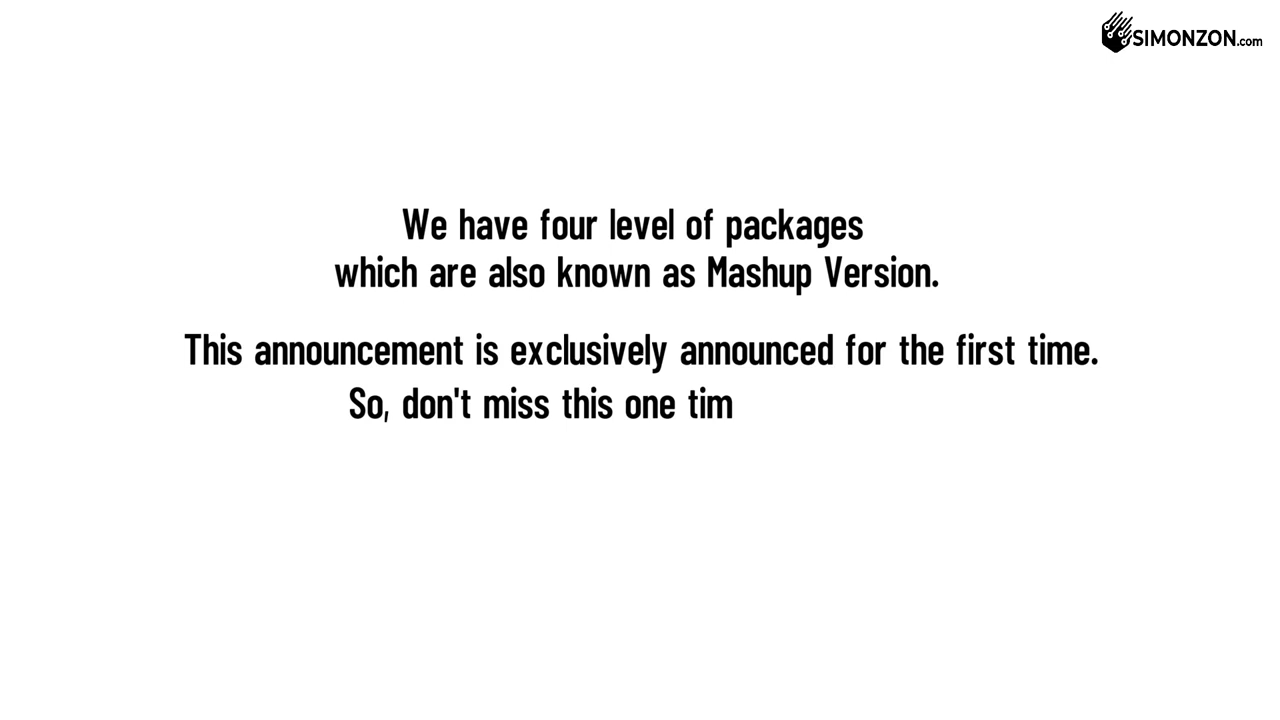 SIMONZON.com
We have four level of packages
which are also known as Mashup Version.
This announcement is exclusively announced for the first time.
So, don't miss this one tim